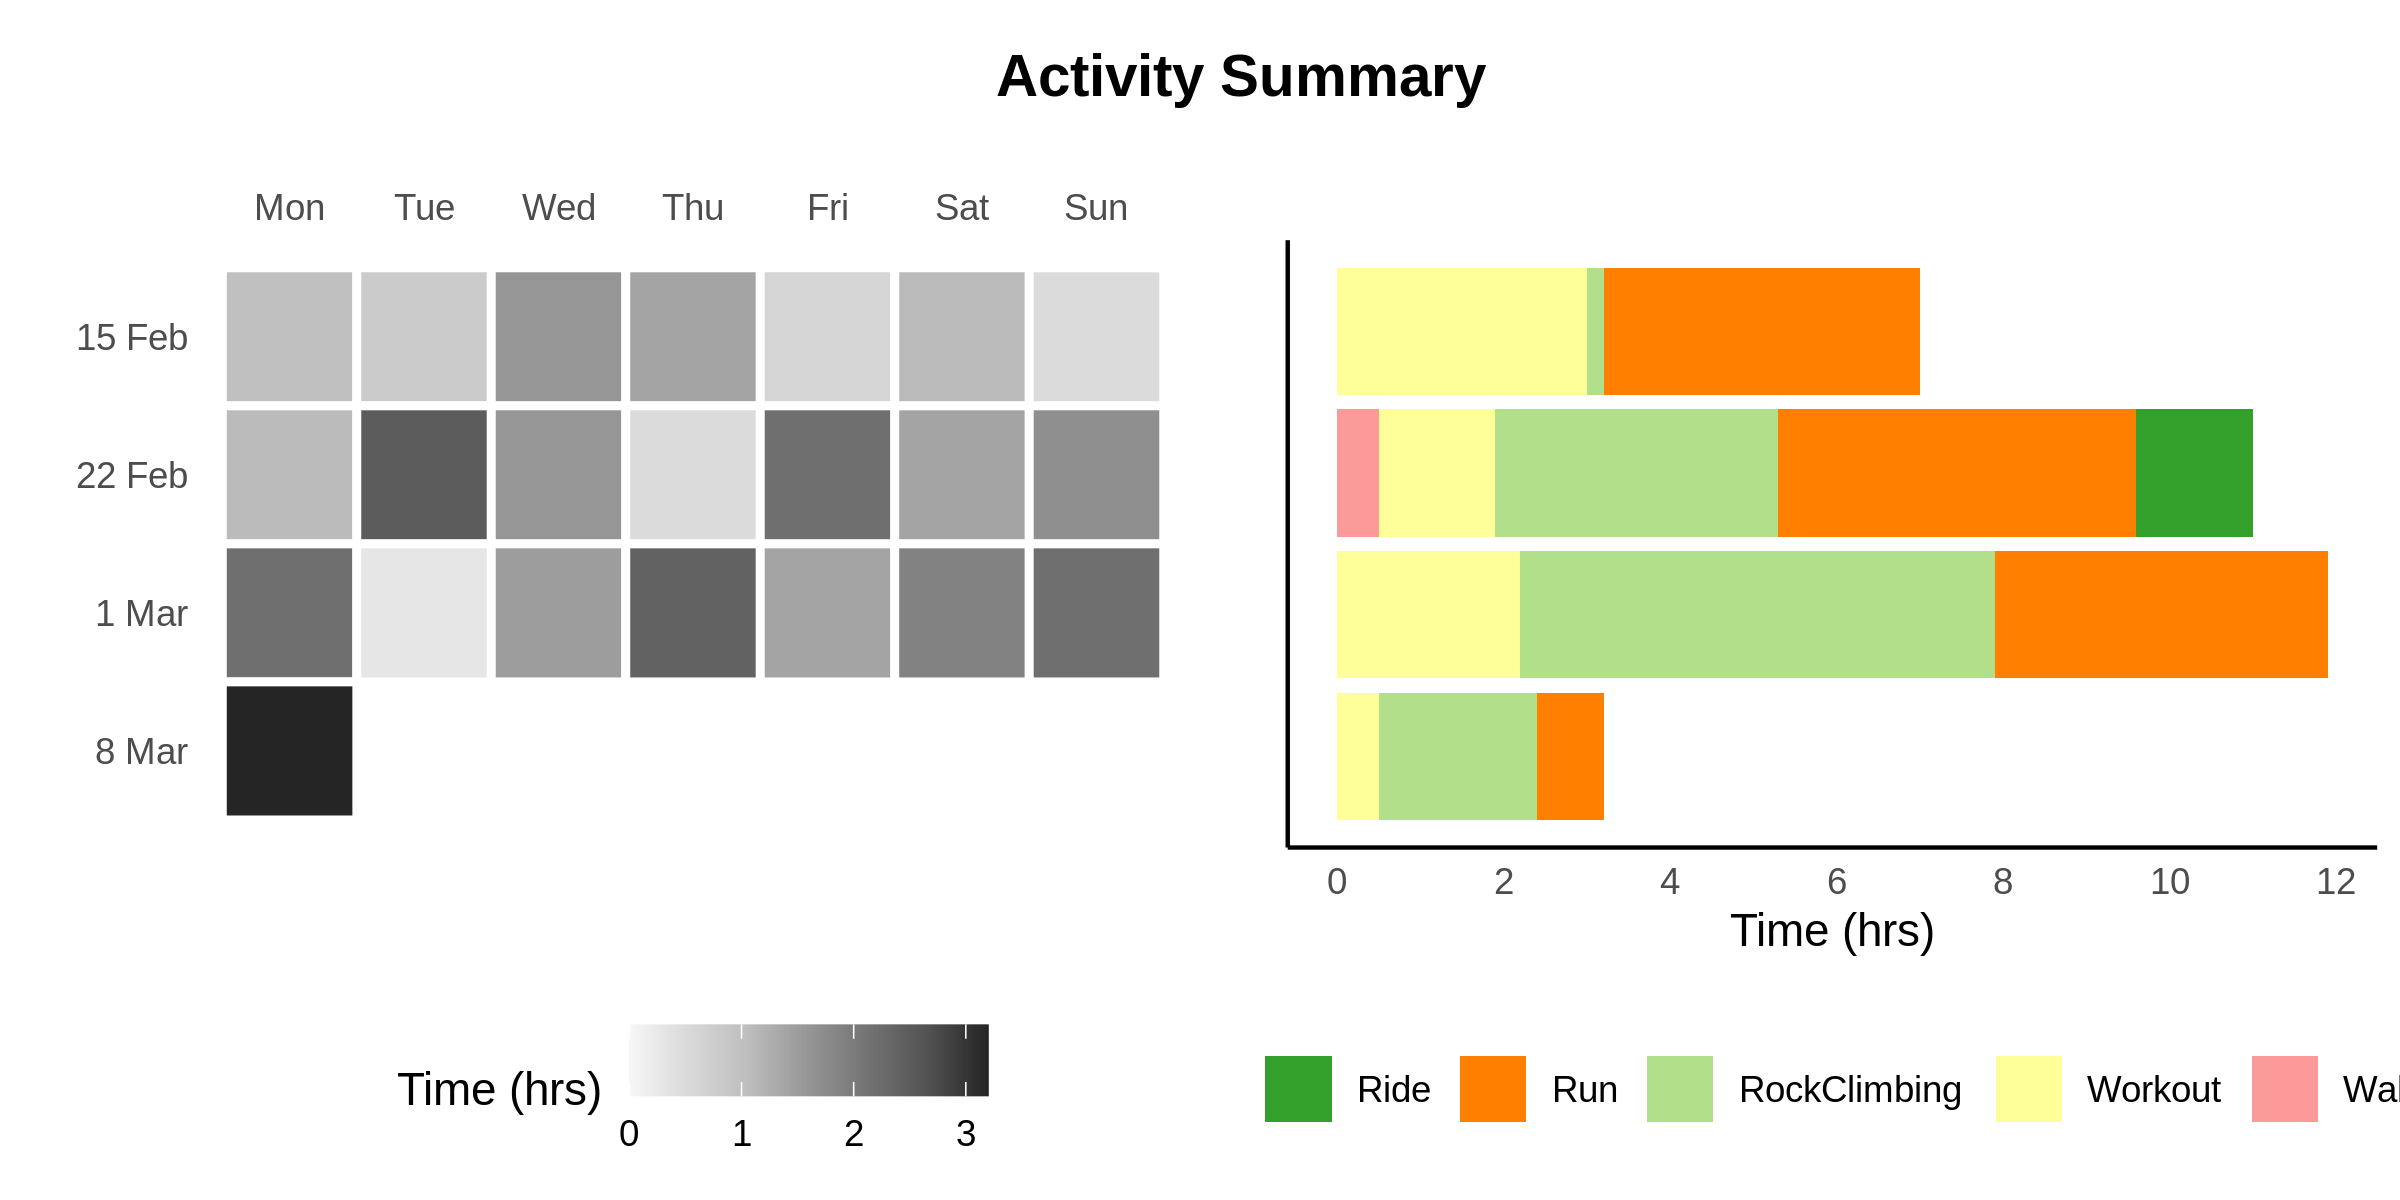 Activity Summary
Mon Tue Wed Thu Fri Sat Sun
15 Feb
22 Feb
1 Mar
8 Mar
0 2 4 6 8 10 12
Time (hrs)
Time (hrs)
0 1 2 3
Ride Run RockClimbing Workout